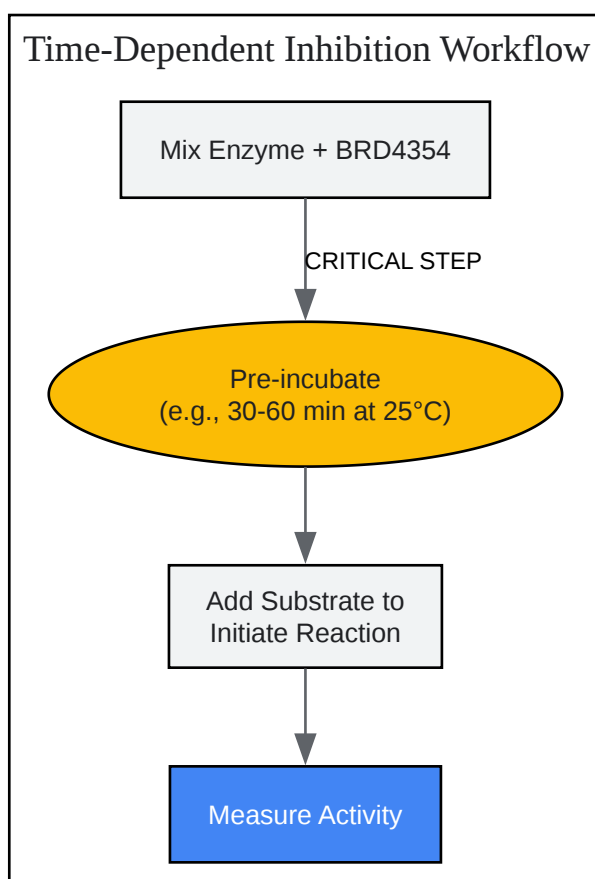 Time-Dependent Inhibition Workflow
Mix Enzyme + BRD4354
CRITICAL STEP
Pre-incubate
(e.g., 30-60 min at 25°C)
Add Substrate to
Initiate Reaction
Measure Activity